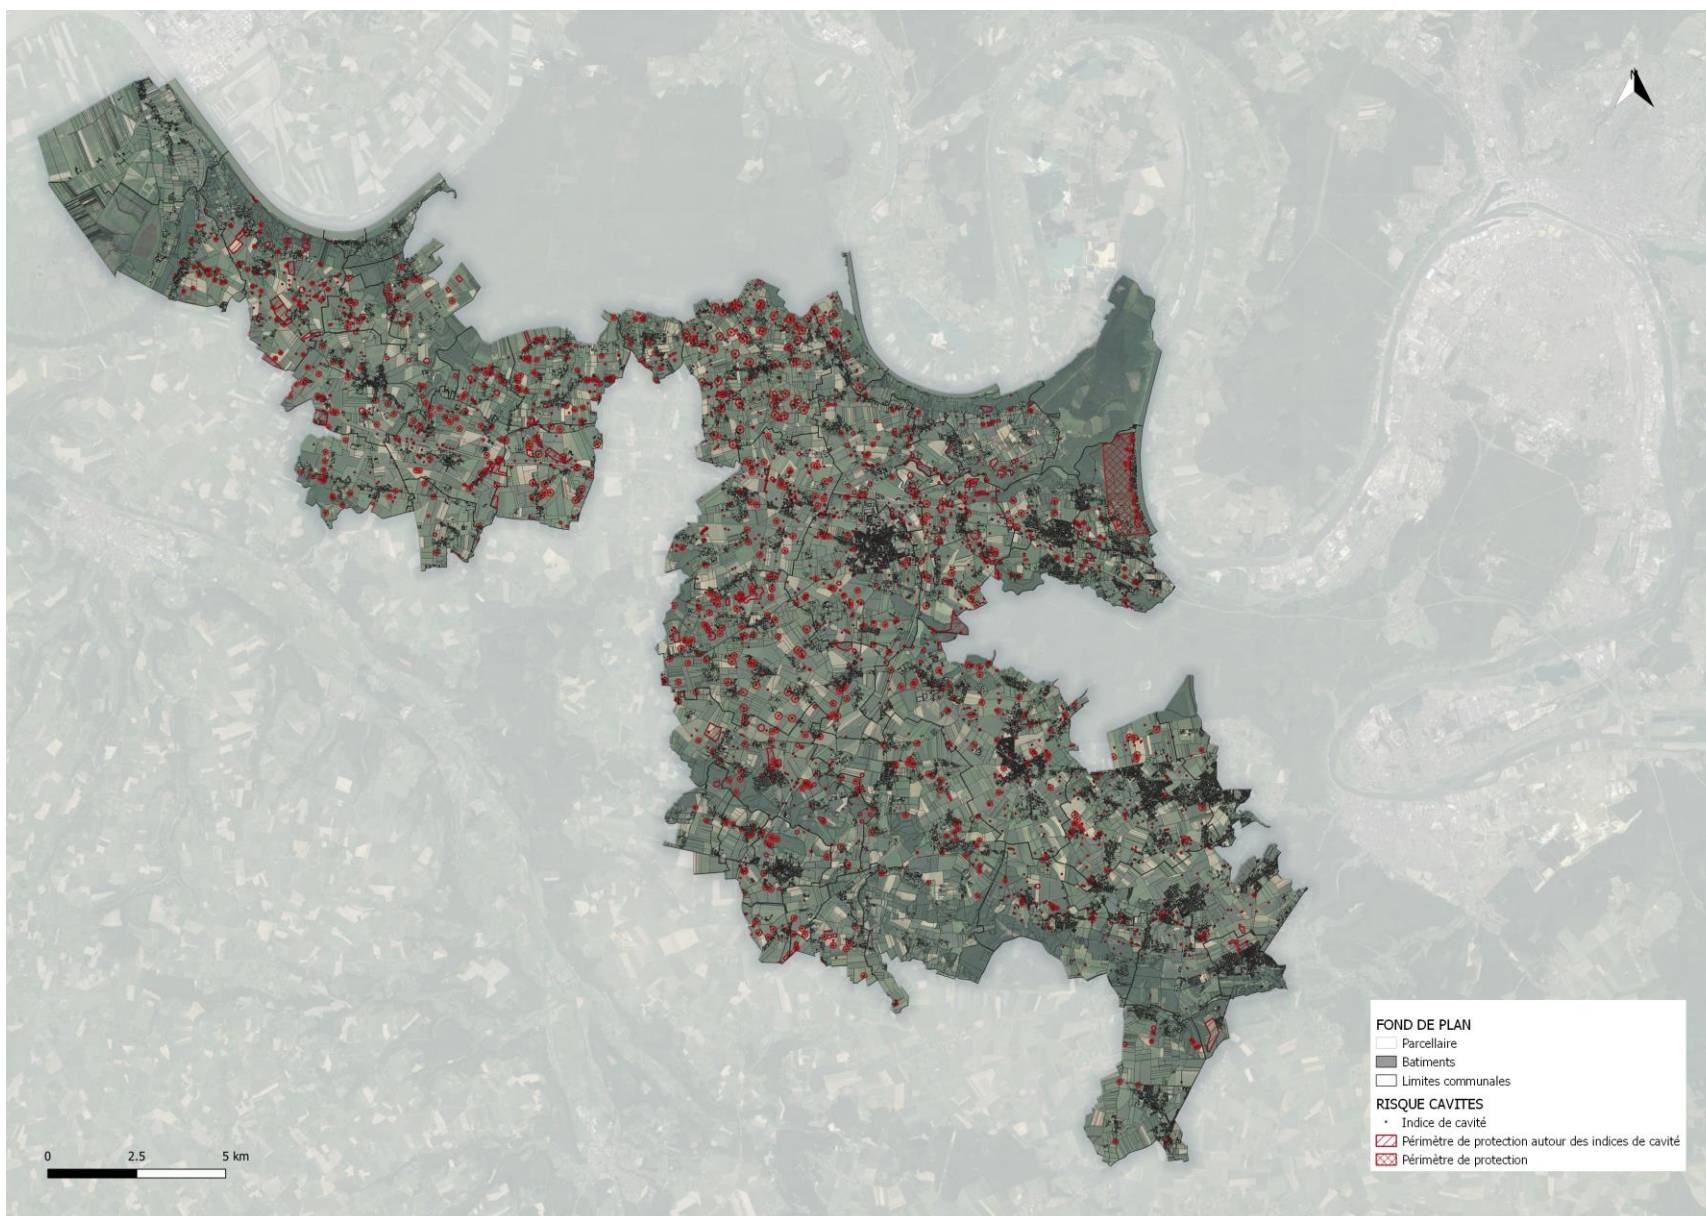 N
FOND DE PLAN
Parcellaire
Batiments
Limites communales
RISQUE CAVITES
Indice de cavité
Périmètre de protection autour des indices de cavité
Périmètre de protection
0 2.5 5 km